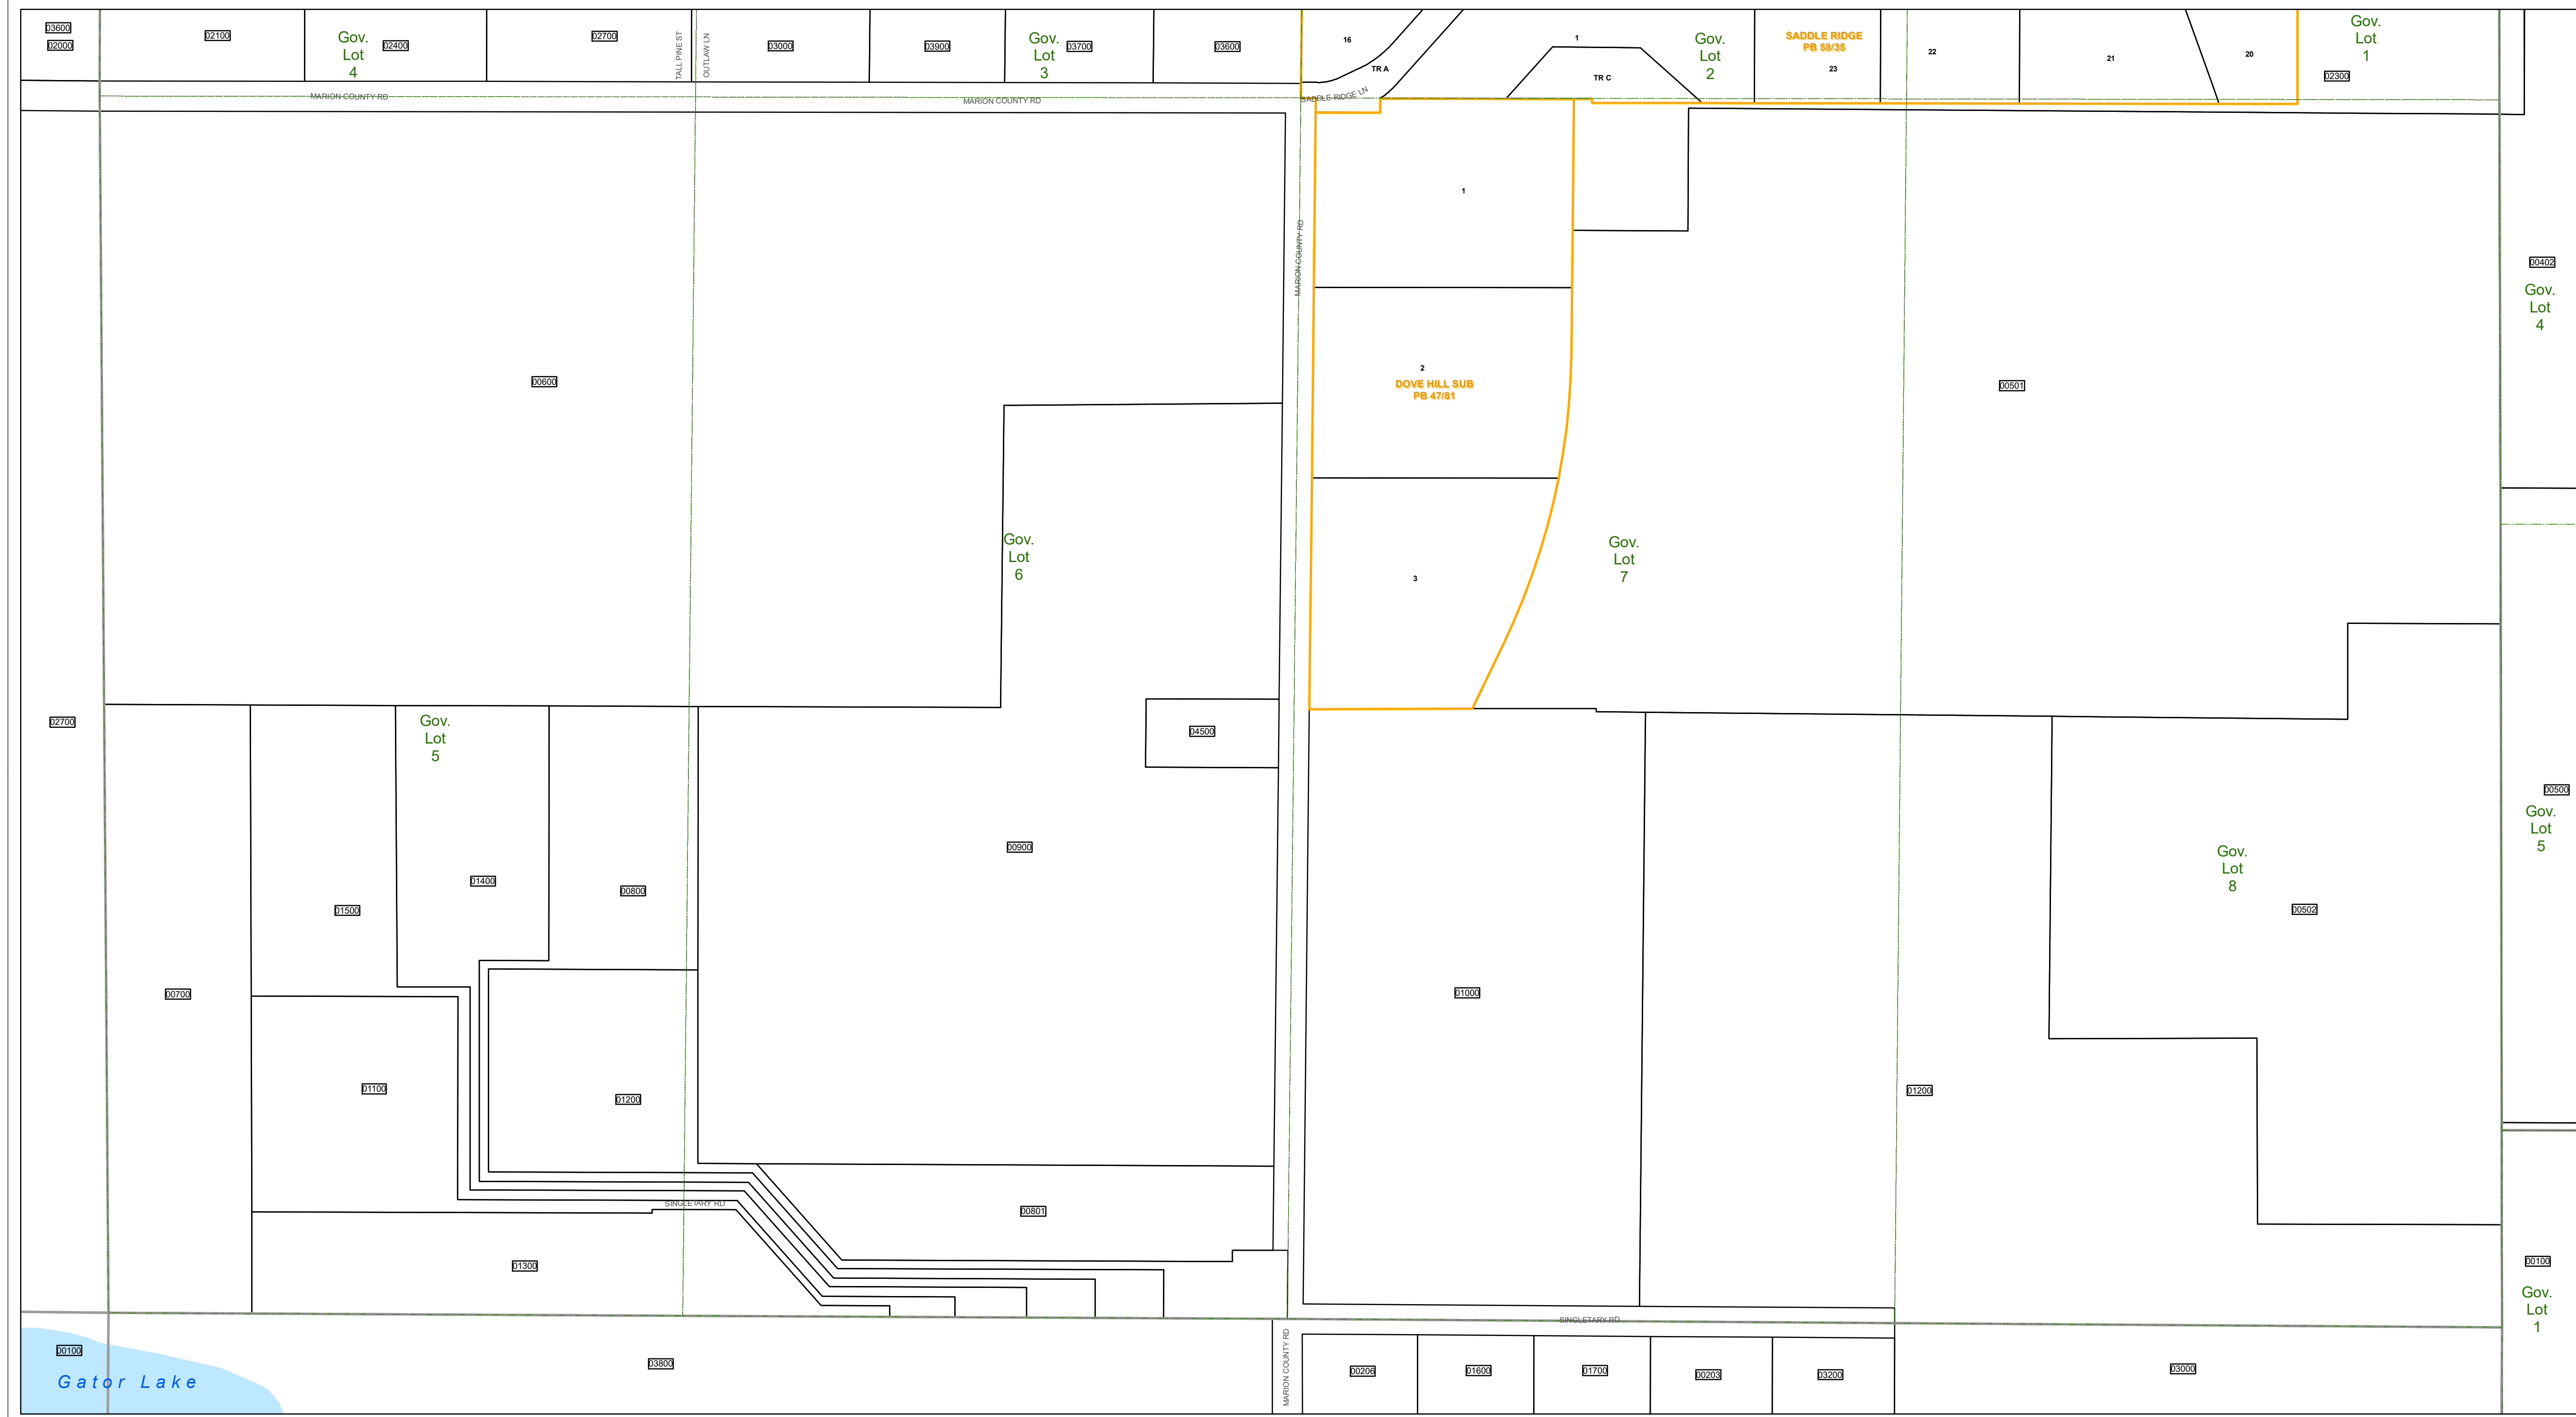 03600
02000
02100
Gov.
Lot
4
02400
02700
TALL PINE ST
OUTLAW LN
03000
03900
Gov.
Lot
3
03700
03600
16
TR A
1
TR C
Gov.
Lot
2
SADDLE RIDGE
PB 58/35
23
22
21
20
Gov.
Lot
1
02300
MARION COUNTY RD
MARION COUNTY RD
SADDLE RIDGE LN
1
MARION COUNTY RD
00402
Gov.
Lot
4
00600
2
DOVE HILL SUB
PB 47/81
00501
Gov.
Lot
6
Gov.
Lot
7
3
02700
Gov.
Lot
5
04500
00500
Gov.
Lot
5
00900
Gov.
Lot
8
01400
00800
01500
00502
00700
01000
01100
01200
01200
SINGLETARY RD
00801
01300
00100
Gov.
Lot
1
SINGLETARY RD
00100
Gator Lake
03800
MARION COUNTY RD
00206
01600
01700
00203
03200
03000